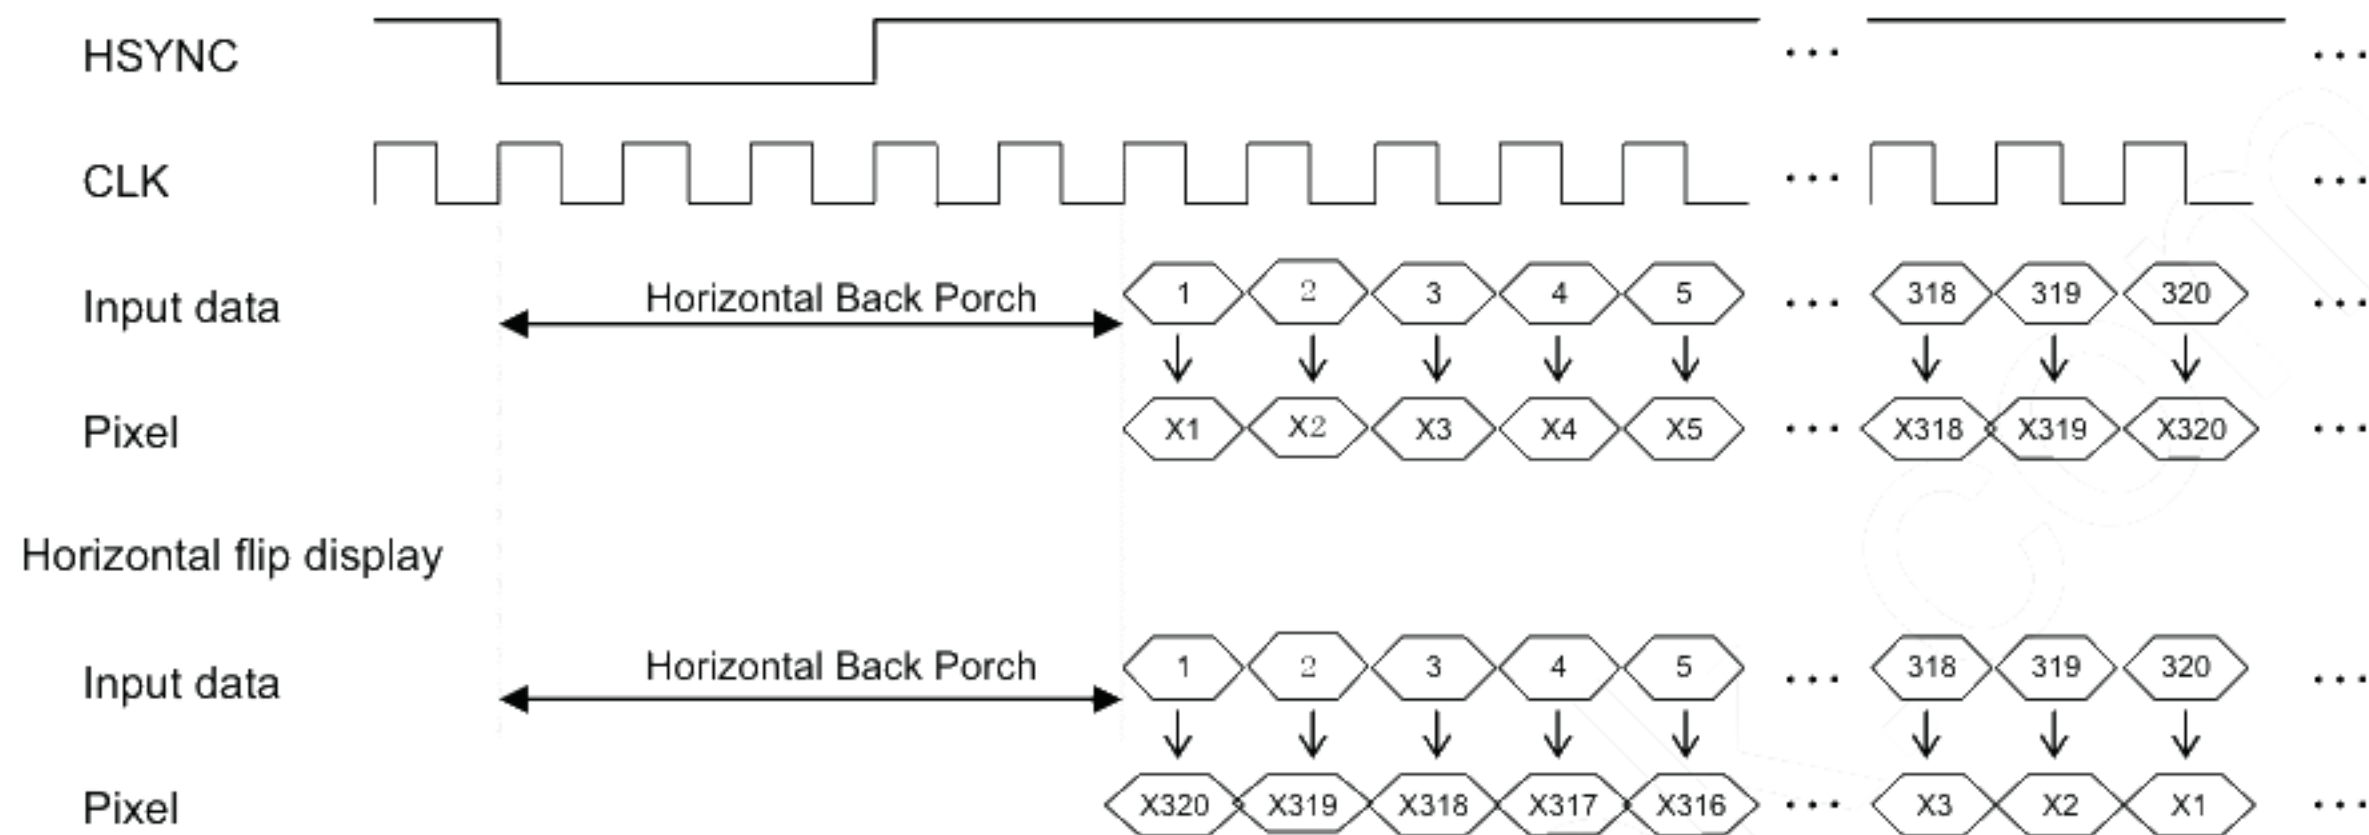 HSYNC ... ...
CLK ... ...
Input data Horizontal Back Porch 1 2 3 4 5 ... 318 319 320 ...
Pixel X1 X2 X3 X4 X5 ... X318 X319 X320 ...
Horizontal flip display
Input data Horizontal Back Porch 1 2 3 4 5 ... 318 319 320 ...
Pixel X320 X319 X318 X317 X316 ... X3 X2 X1 ...